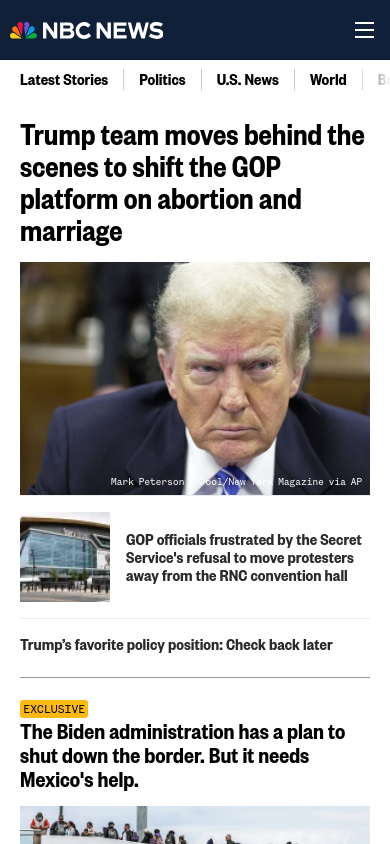 NBC NEWS
Latest Stories
Politics
U.S. News
World
Trump team moves behind the
scenes to shift the GOP
platform on abortion and
marriage
Mark Peterson / Pool/New York Magazine via AP
GOP officials frustrated by the Secret
Service's refusal to move protesters
away from the RNC convention hall
Trump’s favorite policy position: Check back later
EXCLUSIVE
The Biden administration has a plan to
shut down the border. But it needs
Mexico's help.